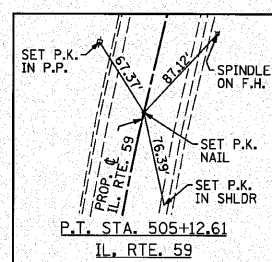 SET P.K.
IN P.P.
67.37'
87.12'
SPINDLE
ON F.H.
SET P.K.
NAIL
76.39'
PROP. ℄
IL. RTE. 59
SET P.K.
IN SHLDR
P.T. STA. 505+12.61
IL. RTE. 59